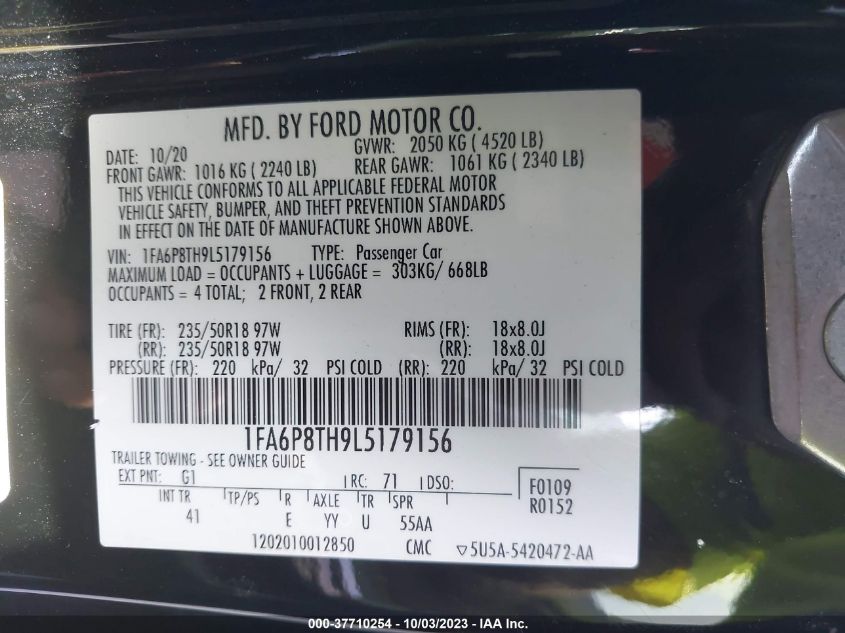 MFD. BY FORD MOTOR CO.
DATE: 10/20 GVWR: 2050 KG ( 4520 LB)
FRONT GAWR: 1016 KG ( 2240 LB) REAR GAWR: 1061 KG ( 2340 LB)
THIS VEHICLE CONFORMS TO ALL APPLICABLE FEDERAL MOTOR
VEHICLE SAFETY, BUMPER, AND THEFT PREVENTION STANDARDS
IN EFFECT ON THE DATE OF MANUFACTURE SHOWN ABOVE.
VIN: 1FA6P8TH9L5179156 TYPE: Passenger Car
MAXIMUM LOAD = OCCUPANTS + LUGGAGE = 303KG/ 668LB
OCCUPANTS = 4 TOTAL; 2 FRONT, 2 REAR
TIRE (FR): 235/50R18 97W RIMS (FR): 18x8.0J
(RR): 235/50R18 97W (RR): 18x8.0J
PRESSURE (FR): 220 kPa/ 32 PSI COLD (RR): 220 kPa/ 32 PSI COLD
1FA6P8TH9L5179156
TRAILER TOWING - SEE OWNER GUIDE
EXT PNT: G1 RC: 71 DSO:
INT TR TP/PS R AXLE TR SPR
41 E YY U 55AA
F0109
R0152
1202010012850 CMC ▽5U5A-5420472-AA
000-37710254 - 10/03/2023 - IAA Inc.